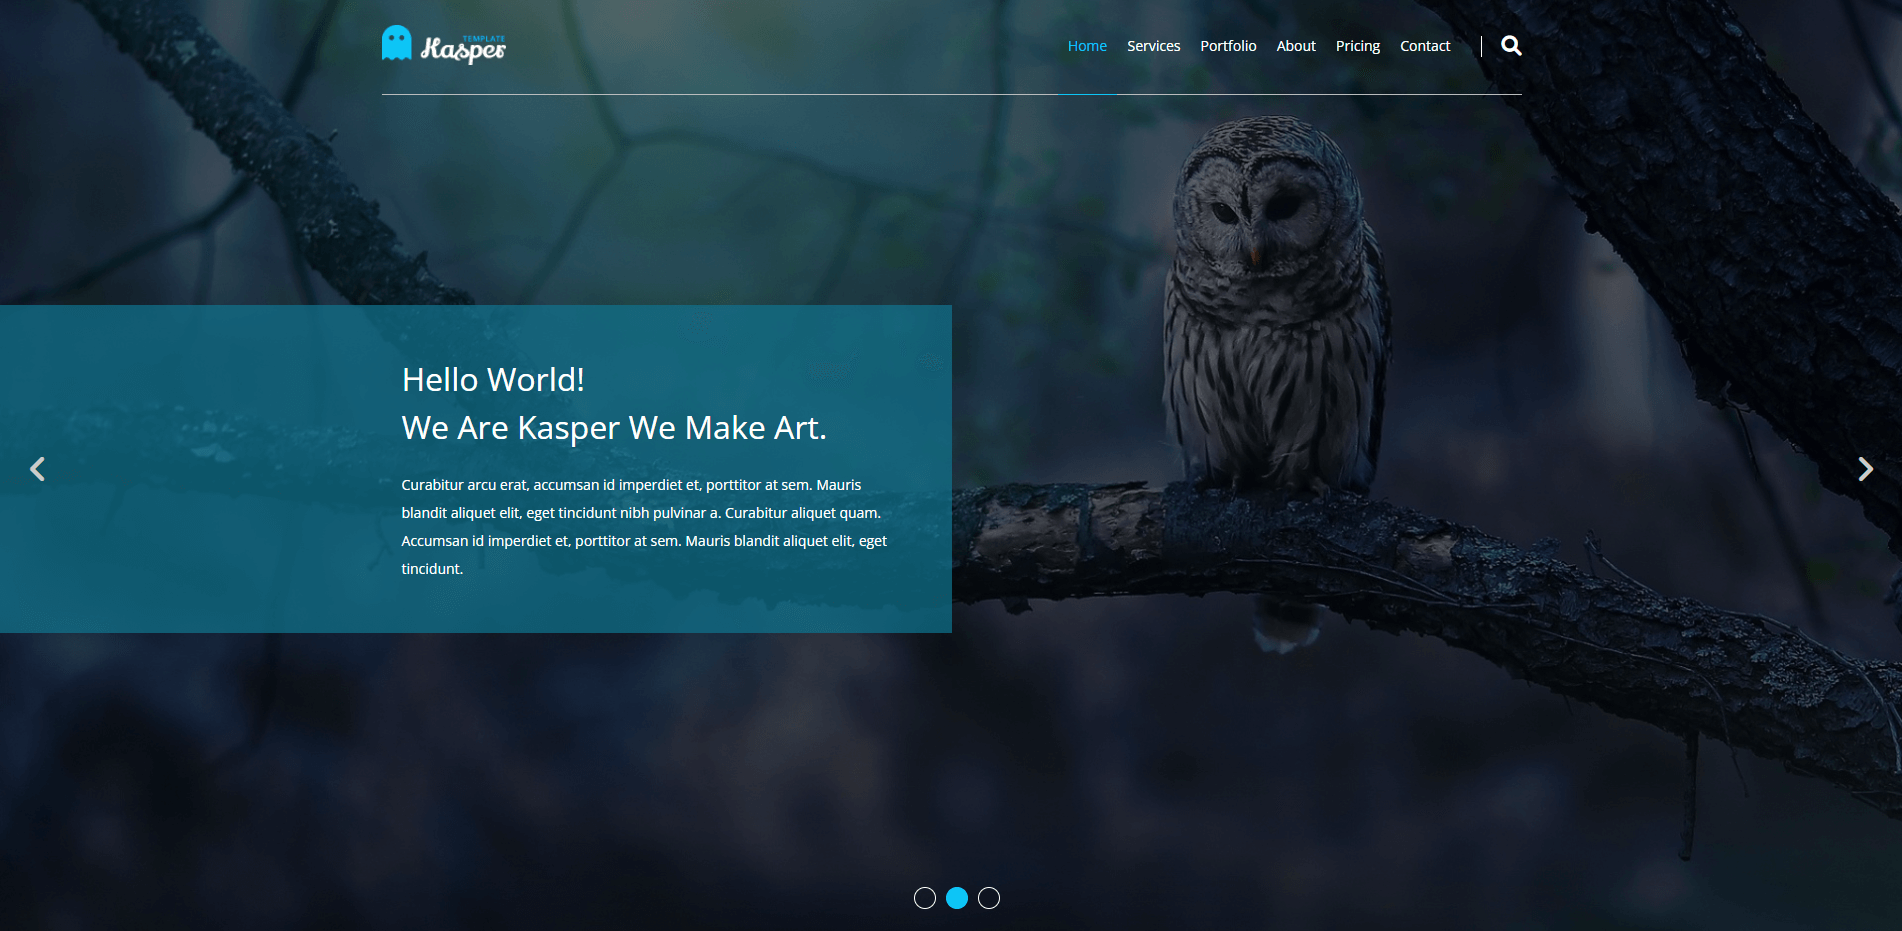 TEMPLATE
Kasper
Home Services Portfolio About Pricing Contact
Hello World!
We Are Kasper We Make Art.
Curabitur arcu erat, accumsan id imperdiet et, porttitor at sem. Mauris
blandit aliquet elit, eget tincidunt nibh pulvinar a. Curabitur aliquet quam.
Accumsan id imperdiet et, porttitor at sem. Mauris blandit aliquet elit, eget
tincidunt.